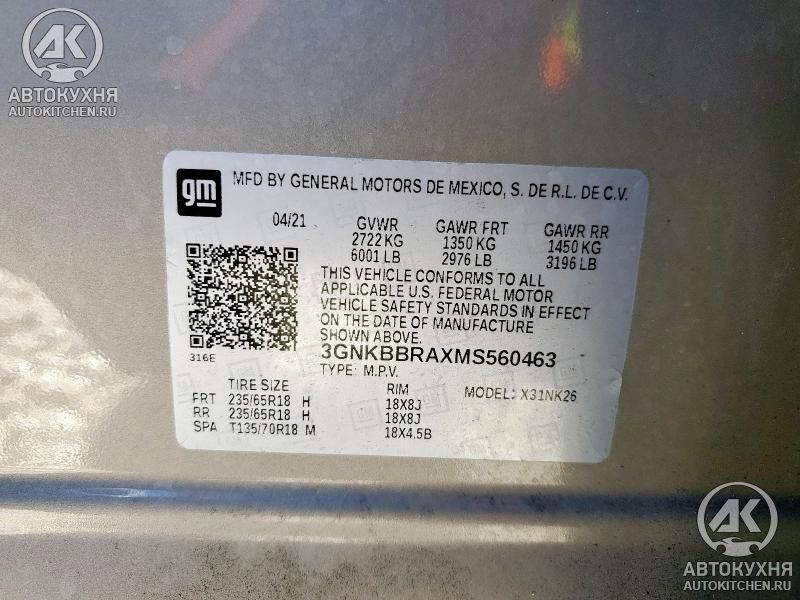 AK
АВТОКУХНЯ
AUTOKITCHEN.RU
gm
MFD BY GENERAL MOTORS DE MEXICO, S. DE R.L. DE C.V.
04/21 GVWR GAWR FRT GAWR RR
2722 KG 1350 KG 1450 KG
6001 LB 2976 LB 3196 LB
THIS VEHICLE CONFORMS TO ALL
APPLICABLE U.S. FEDERAL MOTOR
VEHICLE SAFETY STANDARDS IN EFFECT
ON THE DATE OF MANUFACTURE
SHOWN ABOVE.
316E
3GNKBBRAXMS560463
TYPE: M.P.V.
TIRE SIZE RIM MODEL: X31NK26
FRT 235/65R18 H 18X8J
RR 235/65R18 H 18X8J
SPA T135/70R18 M 18X4.5B
AK
АВТОКУХНЯ
AUTOKITCHEN.RU